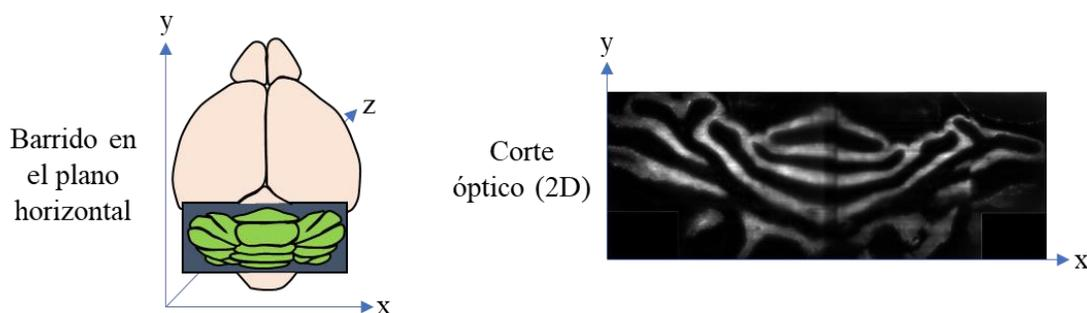 y
z
Barrido en
el plano
horizontal
x
y
Corte
óptico (2D)
x